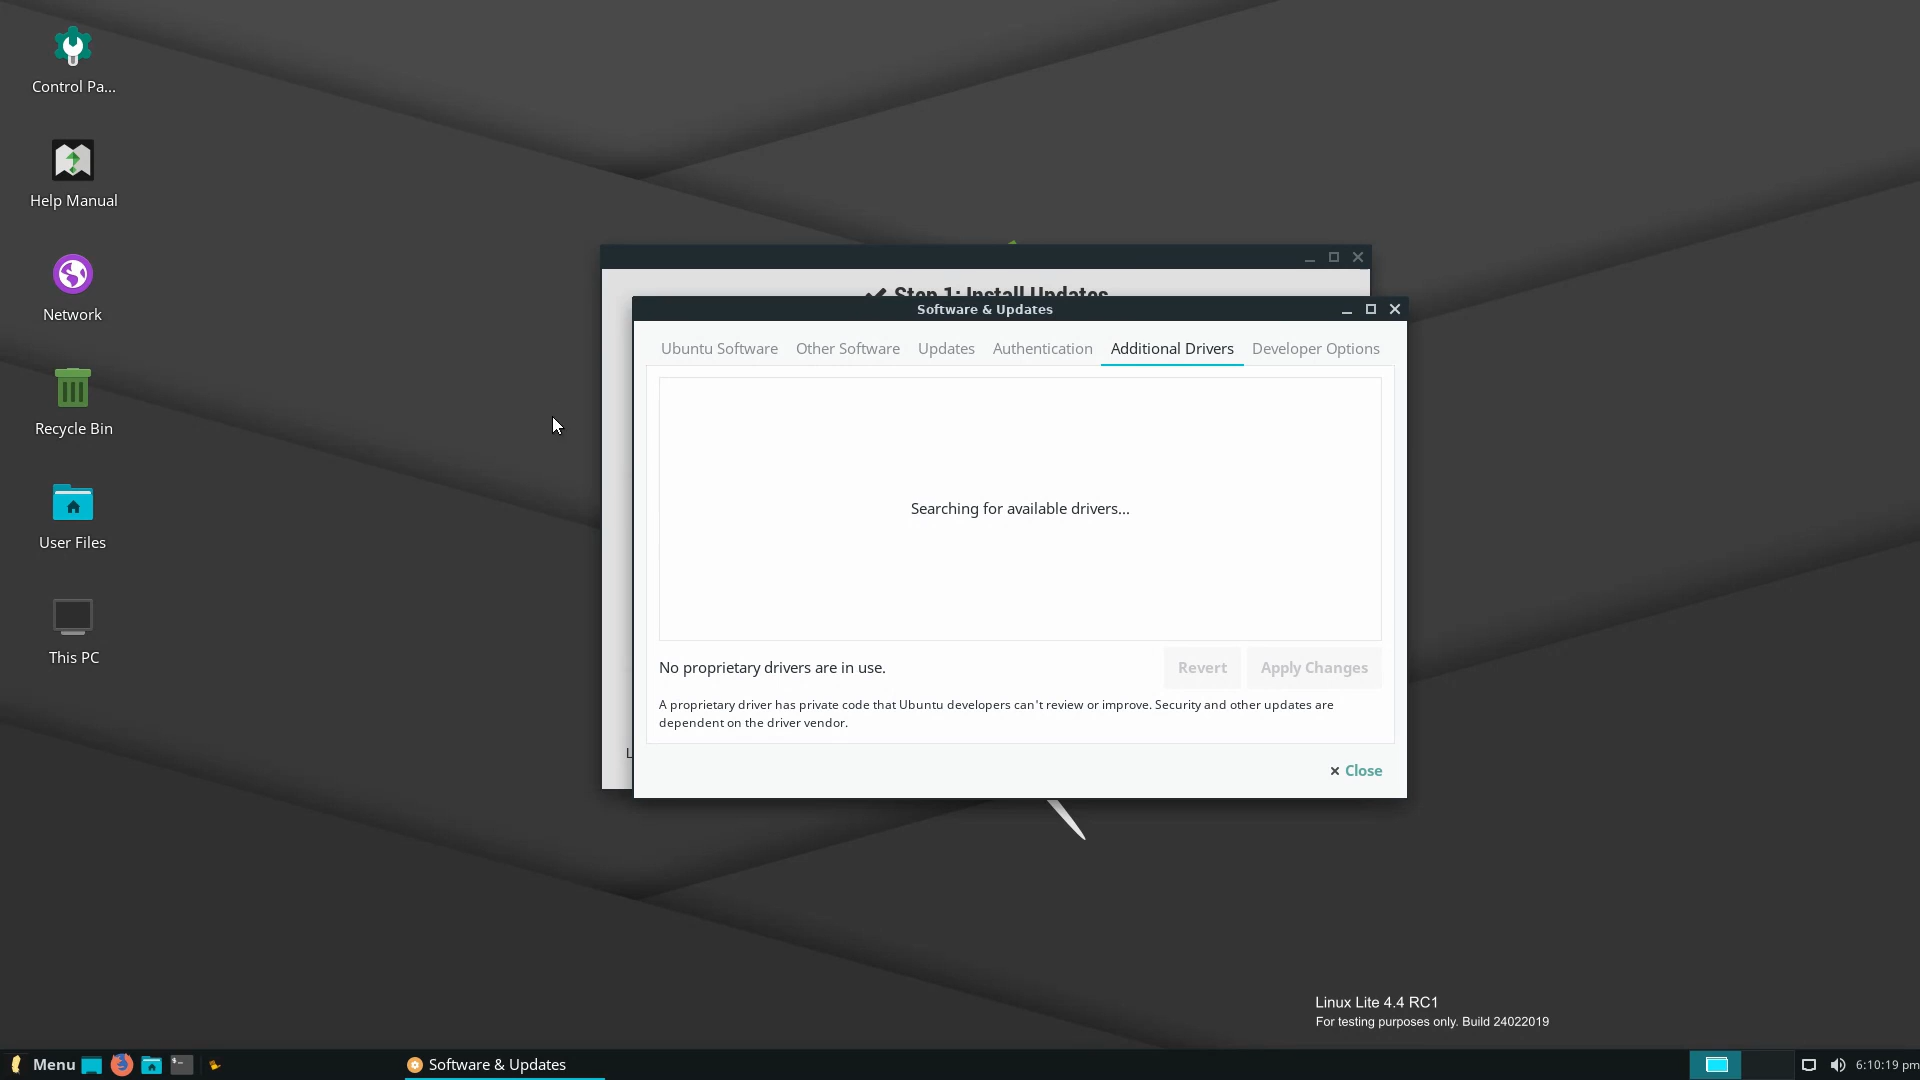 Control Pa...
Help Manual
Network
Recycle Bin
User Files
This PC
Step 1: Install Updates
Software & Updates
Ubuntu Software Other Software Updates Authentication Additional Drivers Developer Options
Searching for available drivers...
No proprietary drivers are in use.
Revert Apply Changes
A proprietary driver has private code that Ubuntu developers can't review or improve. Security and other updates are
dependent on the driver vendor.
L
Close
Linux Lite 4.4 RC1
For testing purposes only. Build 24022019
Menu Software & Updates 6:10:19 pm